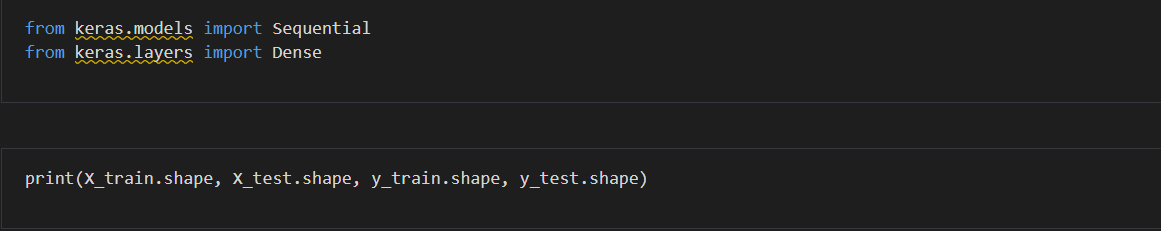 from keras.models import Sequential
from keras.layers import Dense
print(X_train.shape, X_test.shape, y_train.shape, y_test.shape)